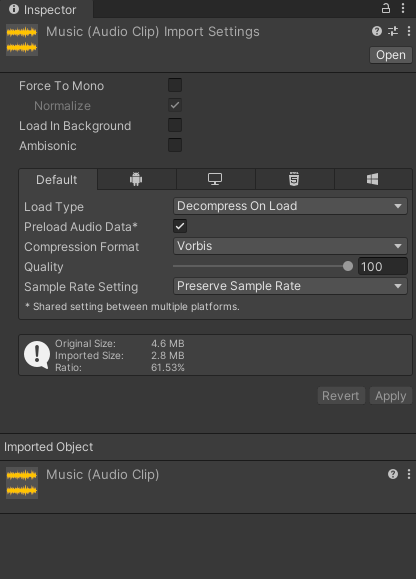 Inspector
Music (Audio Clip) Import Settings
Open
Force To Mono
Normalize
Load In Background
Ambisonic
Default
Load Type Decompress On Load
Preload Audio Data*
Compression Format Vorbis
Quality 100
Sample Rate Setting Preserve Sample Rate
* Shared setting between multiple platforms.
Original Size: 4.6 MB
Imported Size: 2.8 MB
Ratio: 61.53%
Revert Apply
Imported Object
Music (Audio Clip)